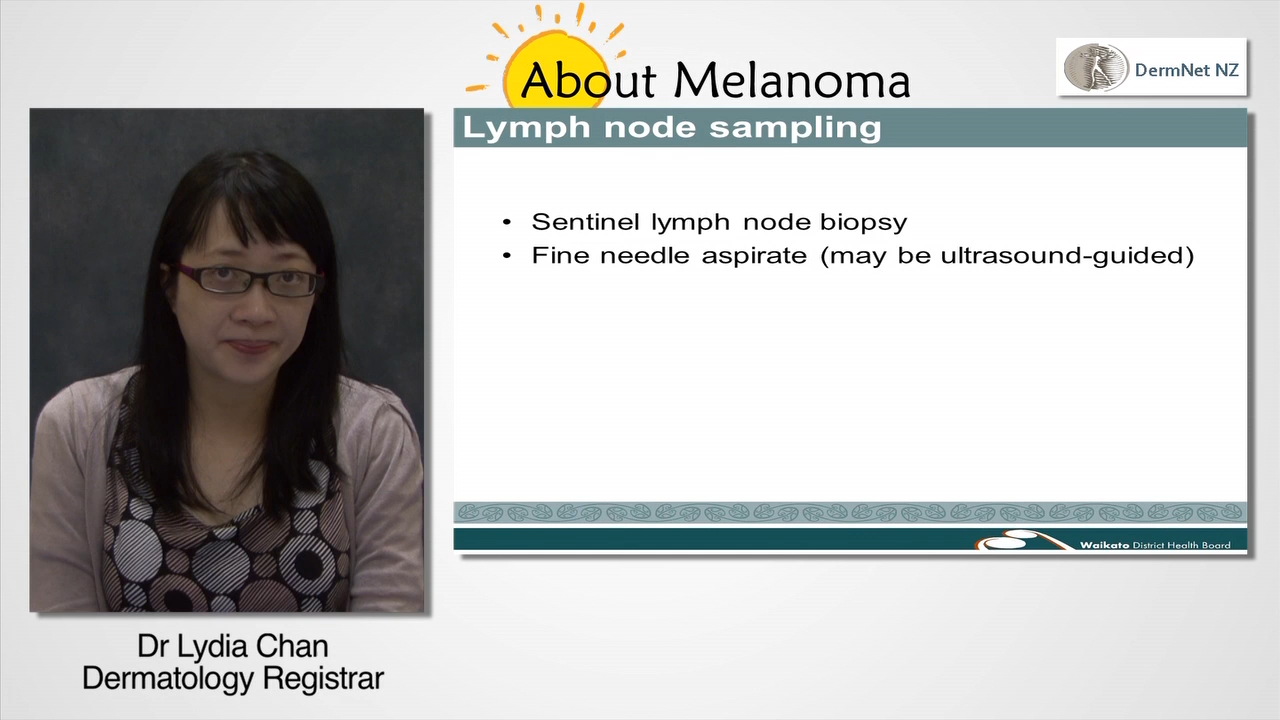 About Melanoma
DermNet NZ
Lymph node sampling
• Sentinel lymph node biopsy
• Fine needle aspirate (may be ultrasound-guided)
Waikato District Health Board
Dr Lydia Chan
Dermatology Registrar